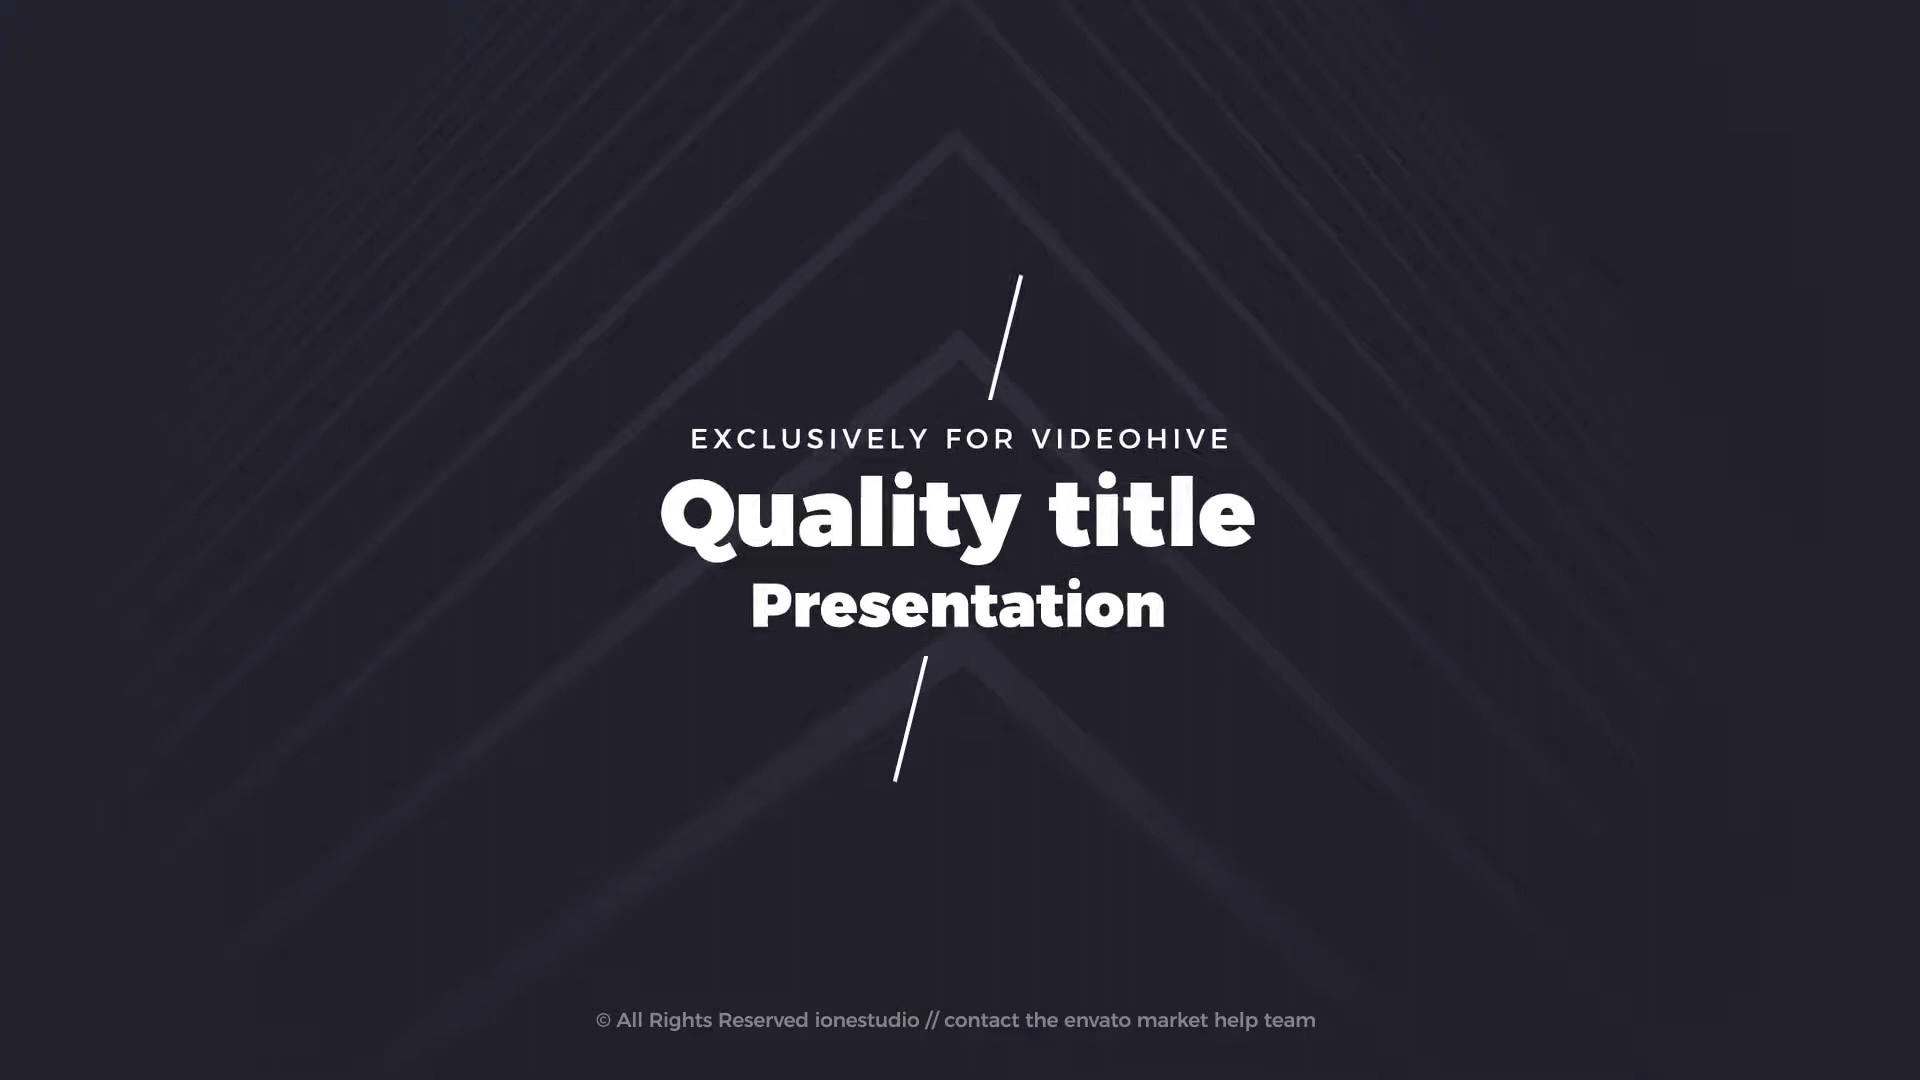 EXCLUSIVELY FOR VIDEOHIVE
Quality title
Presentation
© All Rights Reserved ionestudio // contact the envato market help team